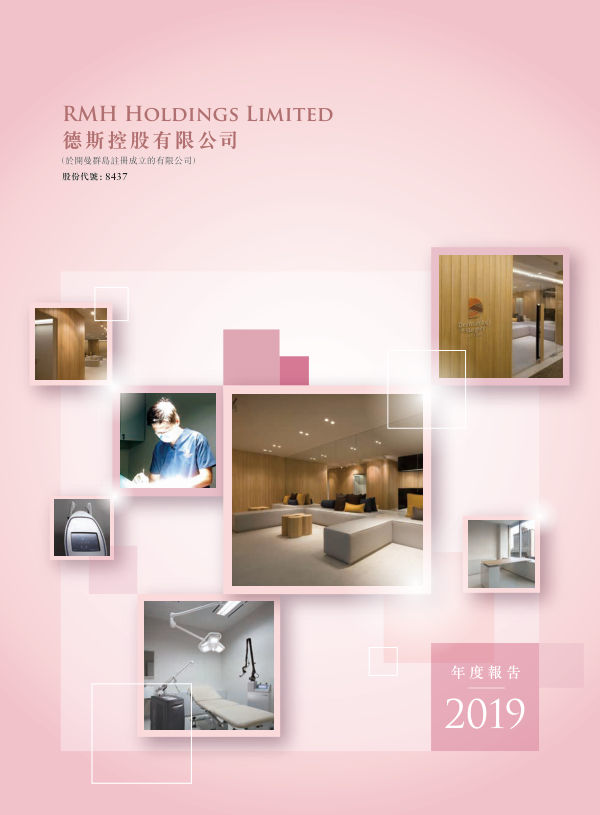 RMH HOLDINGS LIMITED
德斯控股有限公司
(於開曼群島註冊成立的有限公司)
股份代號：8437
年度報告
2019